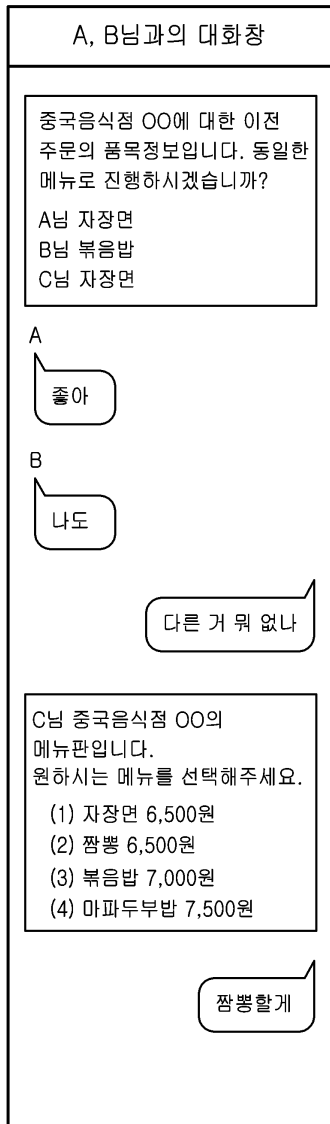 A, B님과의 대화창
중국음식점 OO에 대한 이전
주문의 품목정보입니다. 동일한
메뉴로 진행하시겠습니까?
A님 자장면
B님 볶음밥
C님 자장면
A
좋아
B
나도
다른 거 뭐 없나
C님 중국음식점 OO의
메뉴판입니다.
원하시는 메뉴를 선택해주세요.
(1) 자장면 6,500원
(2) 짬뽕 6,500원
(3) 볶음밥 7,000원
(4) 마파두부밥 7,500원
짬뽕할게